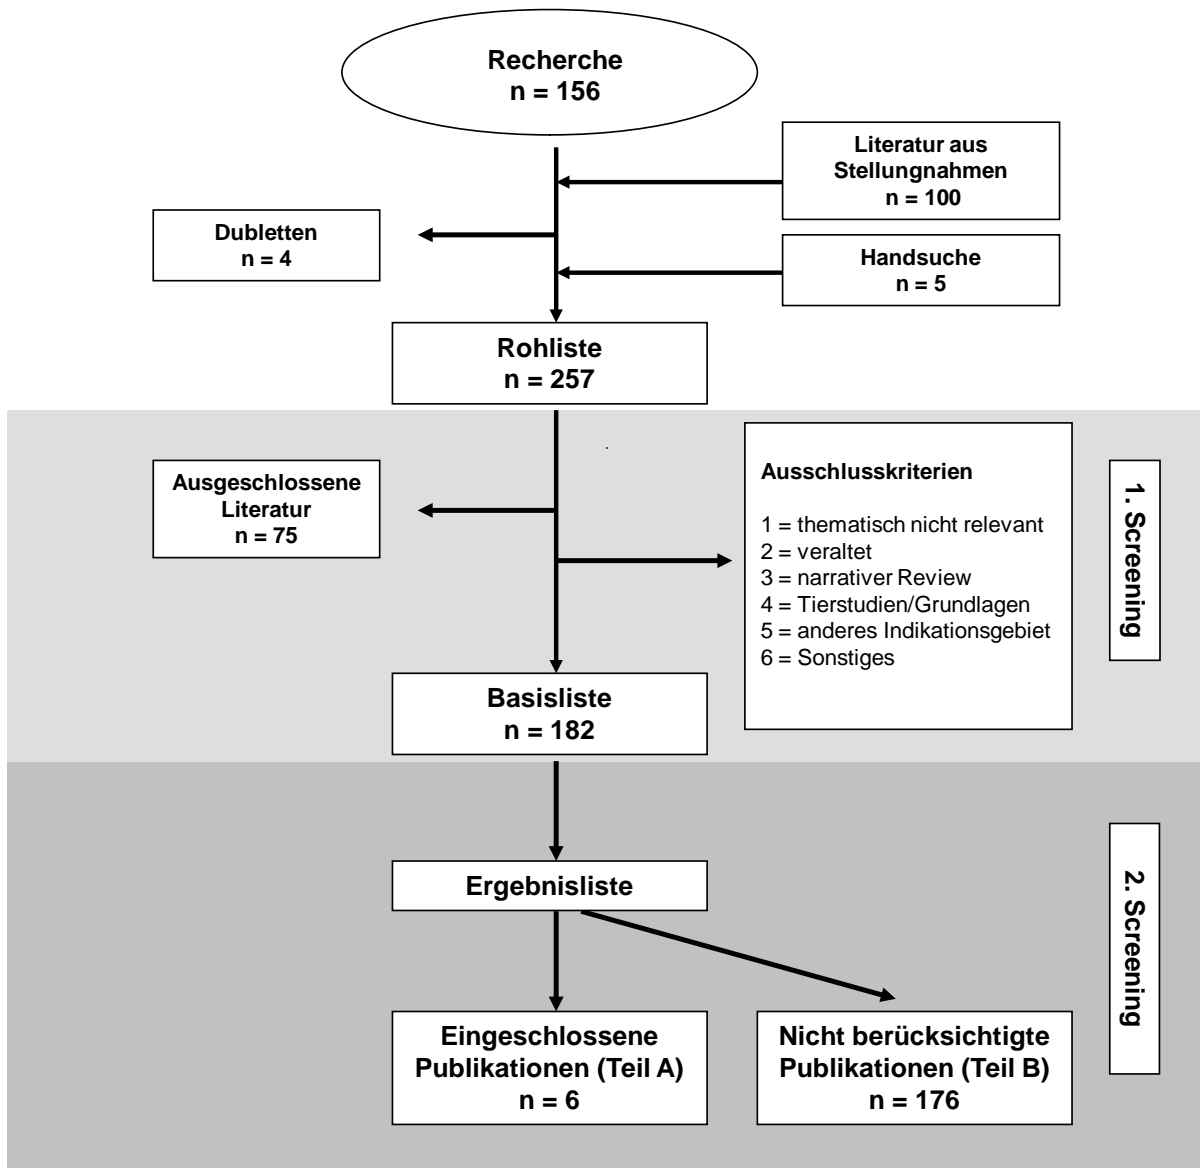 Recherche
n = 156
Literatur aus
Stellungnahmen
n = 100
Dubletten
n = 4
Handsuche
n = 5
Rohliste
n = 257
Ausgeschlossene
Literatur
n = 75
Ausschlusskriterien
1 = thematisch nicht relevant
2 = veraltet
3 = narrativer Review
4 = Tierstudien/Grundlagen
5 = anderes Indikationsgebiet
6 = Sonstiges
1. Screening
Basisliste
n = 182
Ergebnisliste
2. Screening
Eingeschlossene
Publikationen (Teil A)
n = 6
Nicht berücksichtigte
Publikationen (Teil B)
n = 176